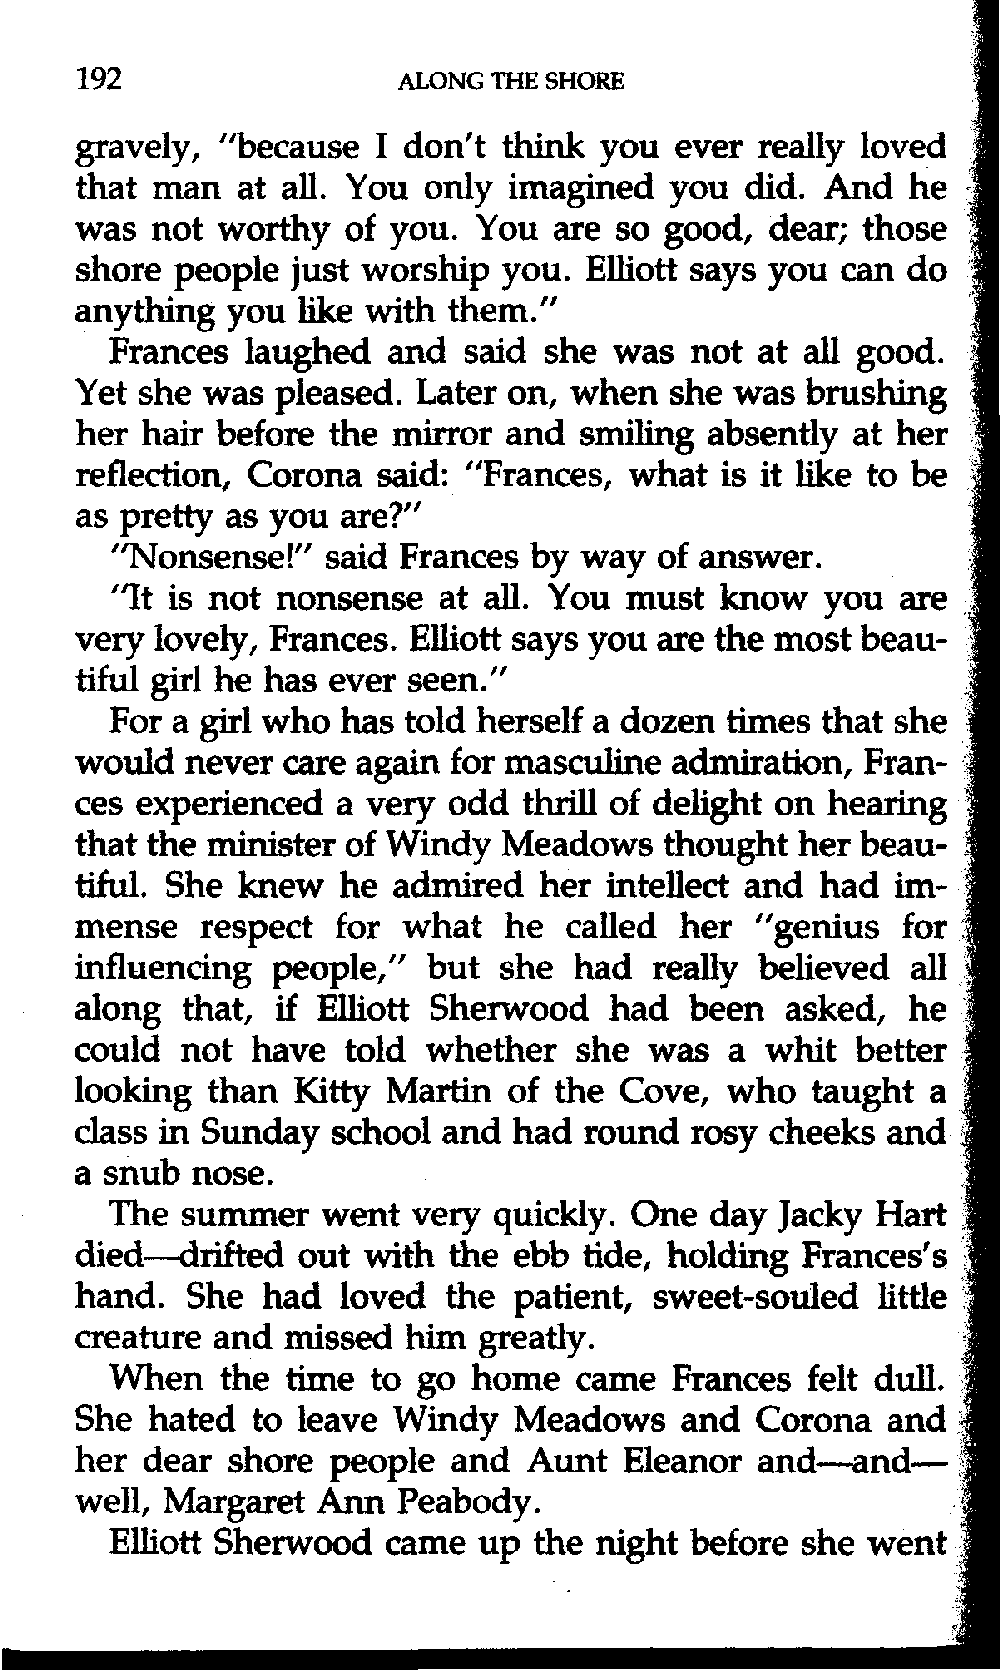 192 ALONG THE SHORE
gravely, "because I don't think you ever really loved
that man at all. You only imagined you did. And he
was not worthy of you. You are so good, dear; those
shore people just worship you. Elliott says you can do
anything you like with them."
Frances laughed and said she was not at all good.
Yet she was pleased. Later on, when she was brushing
her hair before the mirror and smiling absently at her
reflection, Corona said: "Frances, what is it like to be
as pretty as you are?"
"Nonsense!" said Frances by way of answer.
"It is not nonsense at all. You must know you are
very lovely, Frances. Elliott says you are the most beau-
tiful girl he has ever seen."
For a girl who has told herself a dozen times that she
would never care again for masculine admiration, Fran-
ces experienced a very odd thrill of delight on hearing
that the minister of Windy Meadows thought her beau-
tiful. She knew he admired her intellect and had im-
mense respect for what he called her "genius for
influencing people," but she had really believed all
along that, if Elliott Sherwood had been asked, he
could not have told whether she was a whit better
looking than Kitty Martin of the Cove, who taught a
class in Sunday school and had round rosy cheeks and
a snub nose.
The summer went very quickly. One day Jacky Hart
died—drifted out with the ebb tide, holding Frances's
hand. She had loved the patient, sweet-souled little
creature and missed him greatly.
When the time to go home came Frances felt dull.
She hated to leave Windy Meadows and Corona and
her dear shore people and Aunt Eleanor and—and—
well, Margaret Ann Peabody.
Elliott Sherwood came up the night before she went